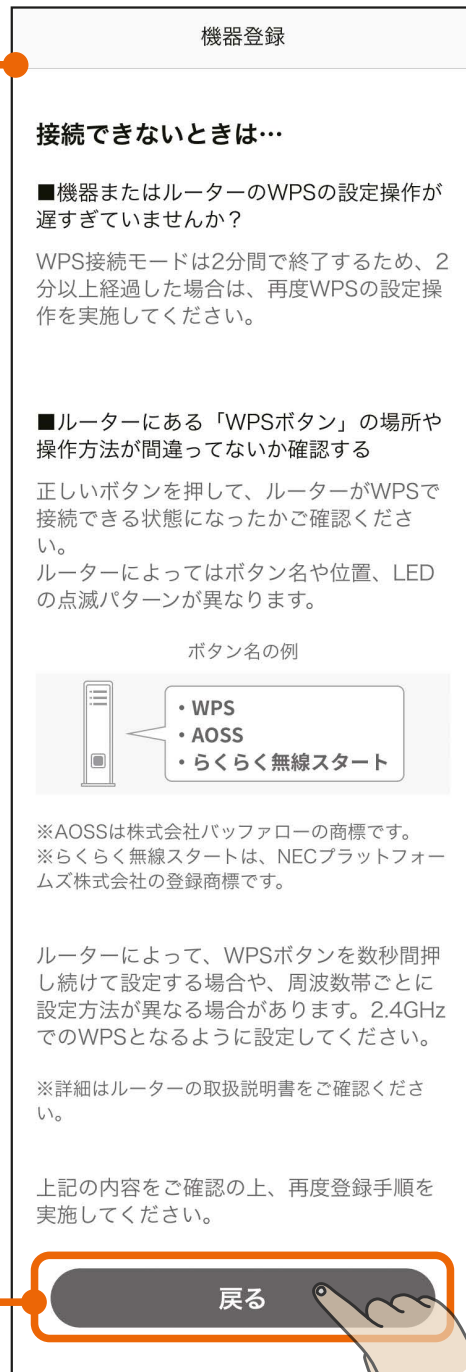 機器登録
接続できないときは…
■機器またはルーターのWPSの設定操作が
遅すぎていませんか？
WPS接続モードは2分間で終了するため、2
分以上経過した場合は、再度WPSの設定操
作を実施してください。
■ルーターにある「WPSボタン」の場所や
操作方法が間違ってないか確認する
正しいボタンを押して、ルーターがWPSで
接続できる状態になったかご確認くださ
い。
ルーターによってはボタン名や位置、LED
の点滅パターンが異なります。
ボタン名の例
・WPS
・AOSS
・らくらく無線スタート
※AOSSは株式会社バッファローの商標です。
※らくらく無線スタートは、NECプラットフォー
ムズ株式会社の登録商標です。
ルーターによって、WPSボタンを数秒間押
し続けて設定する場合や、周波数帯ごとに
設定方法が異なる場合があります。2.4GHz
でのWPSとなるように設定してください。
※詳細はルーターの取扱説明書をご確認くださ
い。
上記の内容をご確認の上、再度登録手順を
実施してください。
戻る